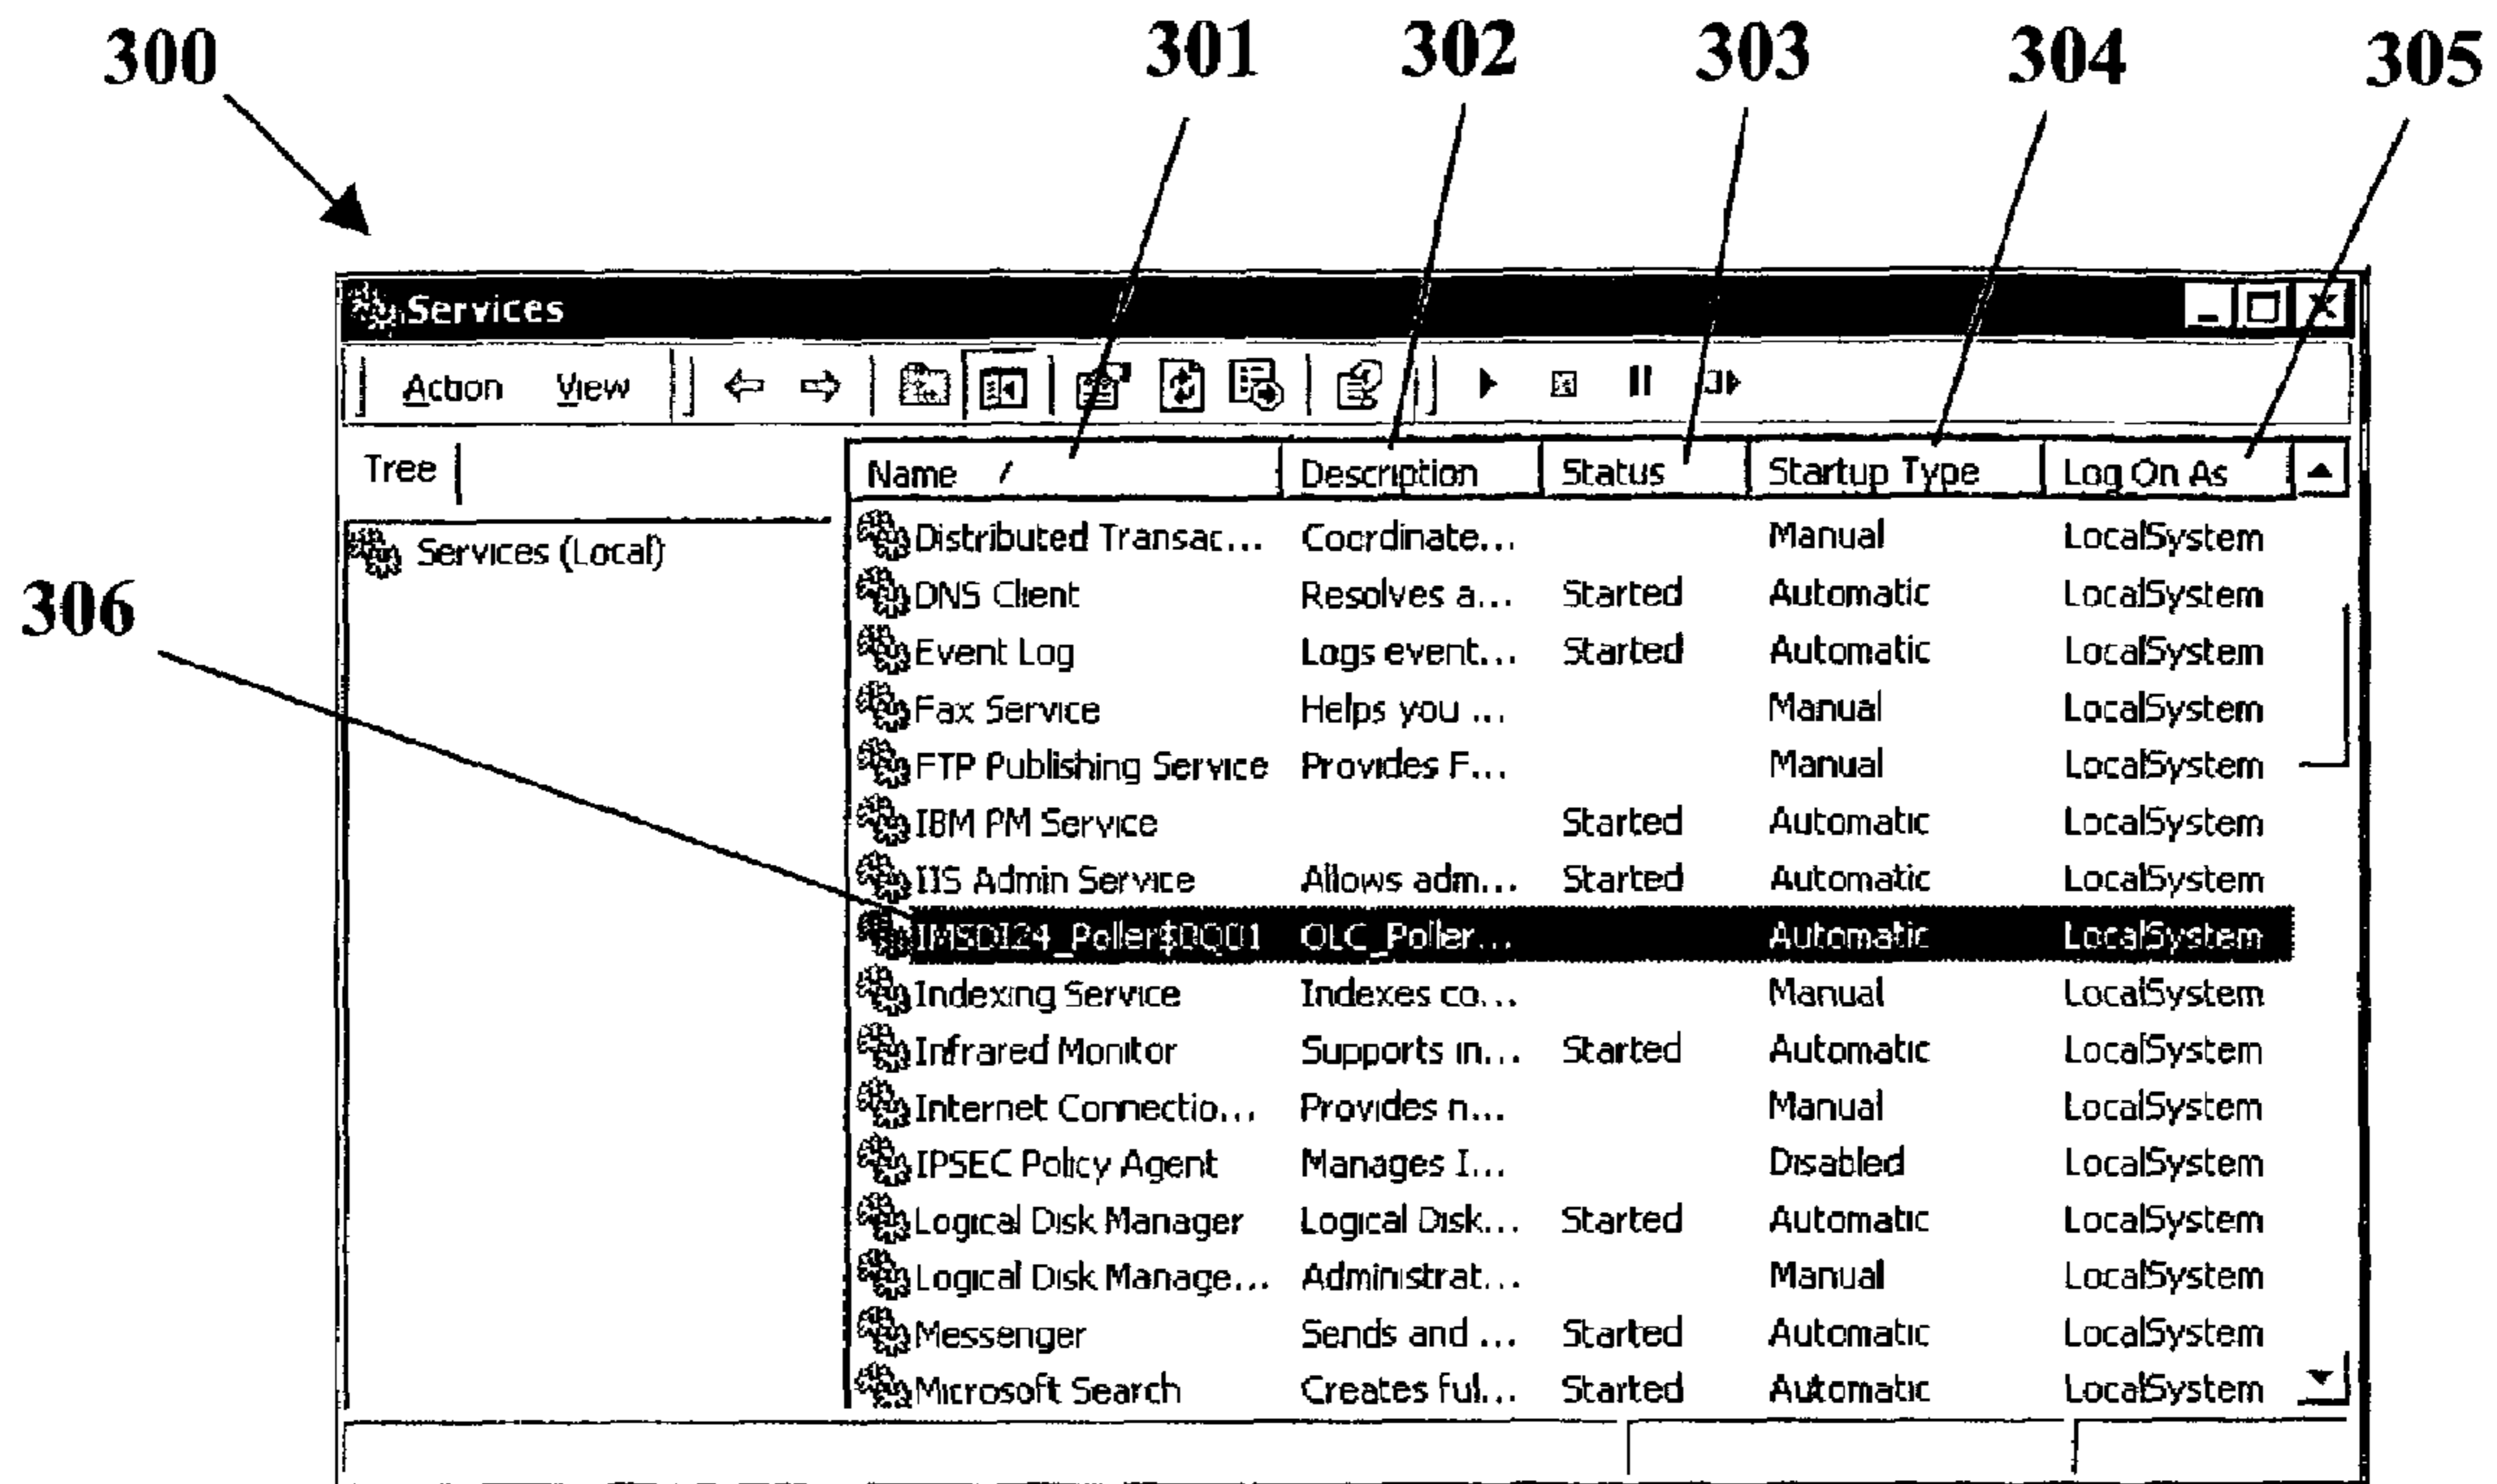 300 301 302 303 304 305
Services
Action View
Tree Name / Description Status Startup Type Log On As
Services (Local)
306
Distributed Transac... Coordinate... Manual LocalSystem
DNS Client Resolves a... Started Automatic LocalSystem
Event Log Logs event... Started Automatic LocalSystem
Fax Service Helps you ... Manual LocalSystem
FTP Publishing Service Provides F... Manual LocalSystem
IBM PM Service Started Automatic LocalSystem
IIS Admin Service Allows adm... Started Automatic LocalSystem
OLC_Poller... Automatic LocalSystem
Indexing Service Indexes co... Manual LocalSystem
Infrared Monitor Supports in... Started Automatic LocalSystem
Internet Connectio... Provides n... Manual LocalSystem
IPSEC Policy Agent Manages I... Disabled LocalSystem
Logical Disk Manager Logical Disk... Started Automatic LocalSystem
Logical Disk Manage... Administrat... Manual LocalSystem
Messenger Sends and ... Started Automatic LocalSystem
Microsoft Search Creates ful... Started Automatic LocalSystem